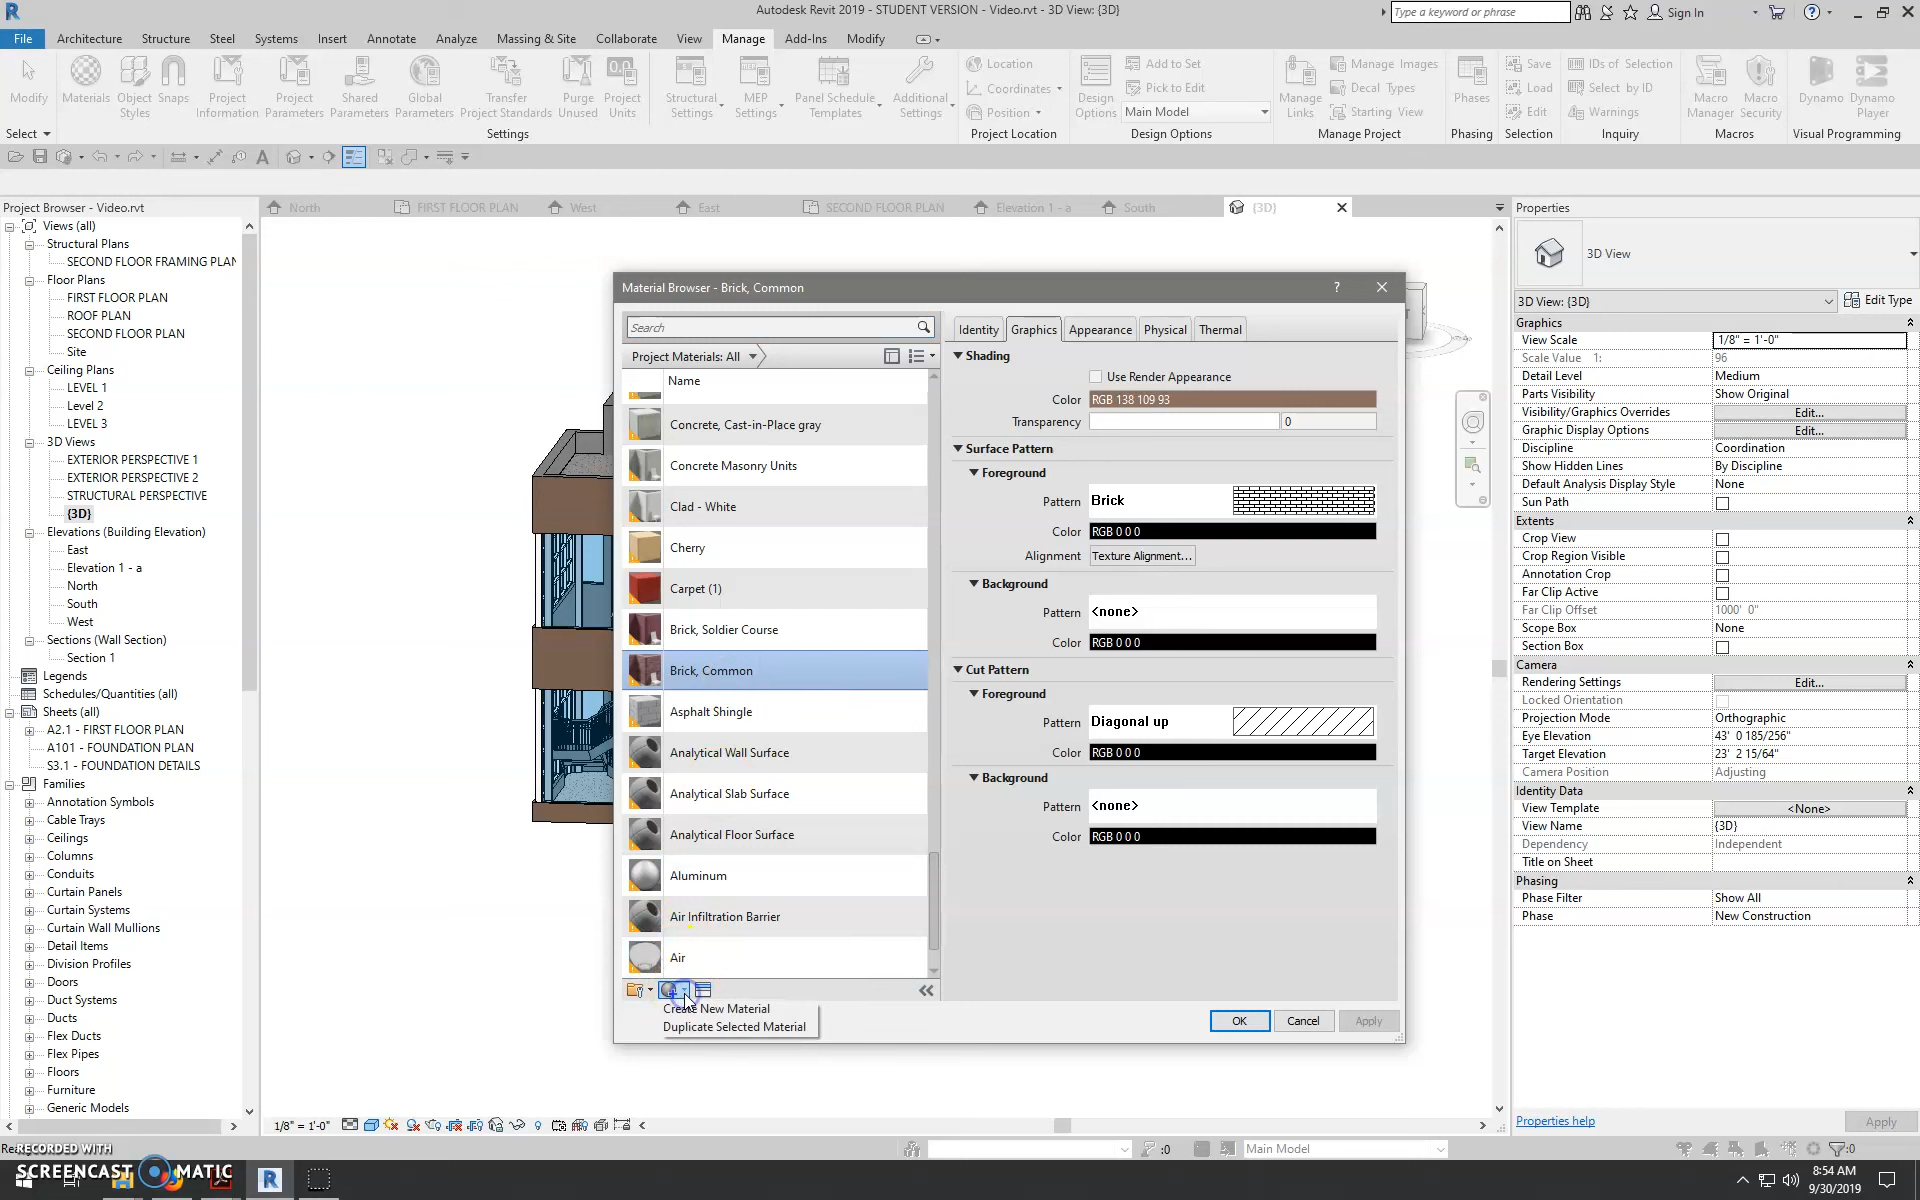 Autodesk Revit 2019 - STUDENT VERSION - Video.rvt - 3D View: {3D}
Type a keyword or phrase
Sign In
File Architecture Structure Steel Systems Insert Annotate Analyze Massing & Site Collaborate View Manage Add-Ins Modify
Modify
Materials
Object Styles
Snaps
Project Information
Project Parameters
Shared Parameters
Global Parameters
Transfer Project Standards
Purge Unused
Project Units
Structural Settings
MEP Settings
Panel Schedule Templates
Additional Settings
Location
Coordinates
Position
Design Options
Add to Set
Pick to Edit
Main Model
Manage Links
Manage Images
Decal Types
Starting View
Phases
Save
Load
Edit
IDs of Selection
Select by ID
Warnings
Macro Manager
Macro Security
Dynamo
Dynamo Player
Select
Settings
Project Location
Design Options
Manage Project
Phasing
Selection
Inquiry
Macros
Visual Programming
Project Browser - Video.rvt
Views (all)
Structural Plans
SECOND FLOOR FRAMING PLAN
Floor Plans
FIRST FLOOR PLAN
ROOF PLAN
SECOND FLOOR PLAN
Site
Ceiling Plans
LEVEL 1
Level 2
LEVEL 3
3D Views
EXTERIOR PERSPECTIVE 1
EXTERIOR PERSPECTIVE 2
STRUCTURAL PERSPECTIVE
{3D}
Elevations (Building Elevation)
East
Elevation 1 - a
North
South
West
Sections (Wall Section)
Section 1
Legends
Schedules/Quantities (all)
Sheets (all)
A2.1 - FIRST FLOOR PLAN
A101 - FOUNDATION PLAN
S3.1 - FOUNDATION DETAILS
Families
Annotation Symbols
Cable Trays
Ceilings
Columns
Conduits
Curtain Panels
Curtain Systems
Curtain Wall Mullions
Detail Items
Division Profiles
Doors
Duct Systems
Ducts
Flex Ducts
Flex Pipes
Floors
Furniture
Generic Models
North
FIRST FLOOR PLAN
West
East
SECOND FLOOR PLAN
Elevation 1 - a
South
{3D}
Material Browser - Brick, Common
?
Search
Project Materials: All
Name
Concrete, Cast-in-Place gray
Concrete Masonry Units
Clad - White
Cherry
Carpet (1)
Brick, Soldier Course
Brick, Common
Asphalt Shingle
Analytical Wall Surface
Analytical Slab Surface
Analytical Floor Surface
Aluminum
Air Infiltration Barrier
Air
Create New Material
Duplicate Selected Material
Identity Graphics Appearance Physical Thermal
Shading
Use Render Appearance
Color RGB 138 109 93
Transparency 0
Surface Pattern
Foreground
Pattern Brick
Color RGB 0 0 0
Alignment Texture Alignment...
Background
Pattern <none>
Color RGB 0 0 0
Cut Pattern
Foreground
Pattern Diagonal up
Color RGB 0 0 0
Background
Pattern <none>
Color RGB 0 0 0
OK Cancel Apply
Properties
3D View
3D View: {3D} Edit Type
Graphics
View Scale 1/8" = 1'-0"
Scale Value 1: 96
Detail Level Medium
Parts Visibility Show Original
Visibility/Graphics Overrides Edit...
Graphic Display Options Edit...
Discipline Coordination
Show Hidden Lines By Discipline
Default Analysis Display Style None
Sun Path
Extents
Crop View
Crop Region Visible
Annotation Crop
Far Clip Active
Far Clip Offset 1000' 0"
Scope Box None
Section Box
Camera
Rendering Settings Edit...
Locked Orientation
Projection Mode Orthographic
Eye Elevation 43' 0 185/256"
Target Elevation 23' 2 15/64"
Camera Position Adjusting
Identity Data
View Template <None>
View Name {3D}
Dependency Independent
Title on Sheet
Phasing
Phase Filter Show All
Phase New Construction
Properties help Apply
1/8" = 1'-0"
:0
Main Model
:0
RECORDED WITH
SCREENCAST MATIC
8:54 AM
9/30/2019